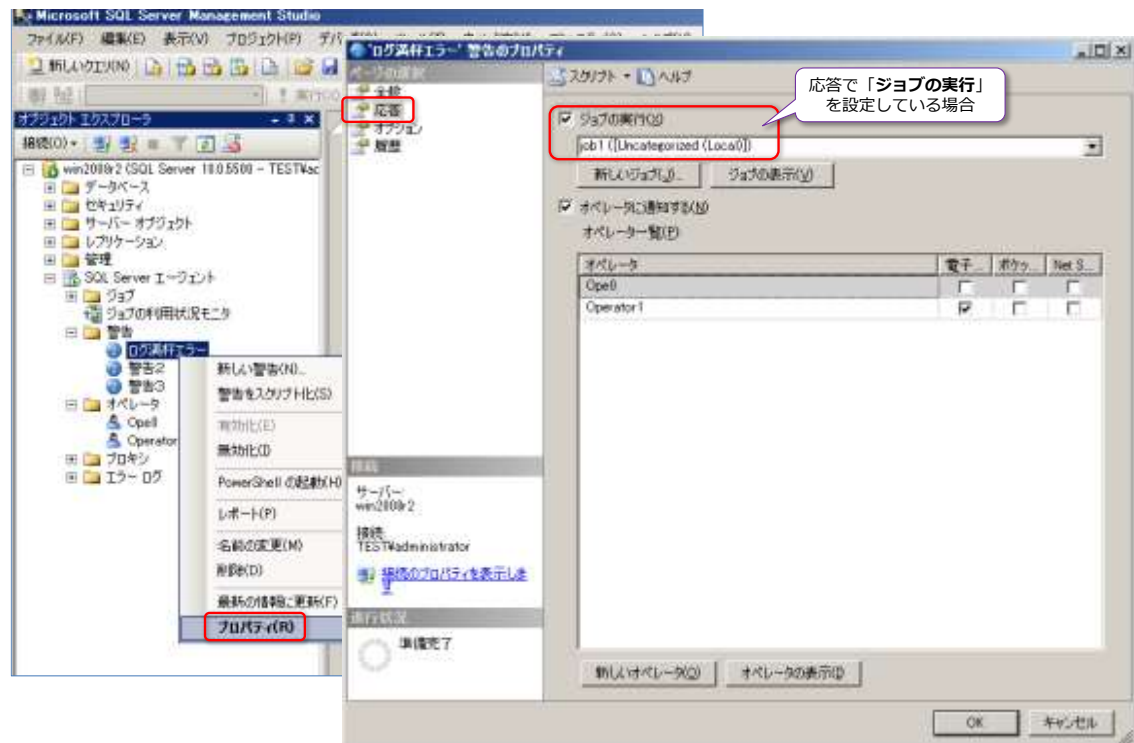 Microsoft SQL Server Management Studio
ファイル(F) 編集(E) 表示(V) プロジェクト(P) デバ
新しいクエリ(N)
オブジェクト エクスプローラ
接続(O)
win2008r2 (SQL Server 10.0.5500 - TEST¥ac
データベース
セキュリティ
サーバー オブジェクト
レプリケーション
管理
SQL Server エージェント
ジョブ
ジョブの利用状況モニタ
警告
ログ満杯エラー
警告2
警告3
オペレータ
Ope0
Operator
プロキシ
エラー ログ
新しい警告(N)...
警告をスクリプト化(S)
有効化(E)
無効化(I)
PowerShell の起動(H)
レポート(P)
名前の変更(M)
削除(D)
最新の情報に更新(F)
プロパティ(R)
'ログ満杯エラー' 警告のプロパティ
ページの選択
全般
応答
オプション
履歴
スクリプト
ヘルプ
応答で「ジョブの実行」
を設定している場合
ジョブの実行(X)
job1 ([Uncategorized (Local)])
新しいジョブ(J)...
ジョブの表示(V)
オペレータに通知する(N)
オペレータ一覧(P)
オペレータ 電子... ポケッ... Net S...
Ope0
Operator1
接続
サーバー:
win2008r2
接続:
TEST¥administrator
接続のプロパティを表示しま
す
進行状況
準備完了
新しいオペレータ(O)
オペレータの表示(I)
OK
キャンセル